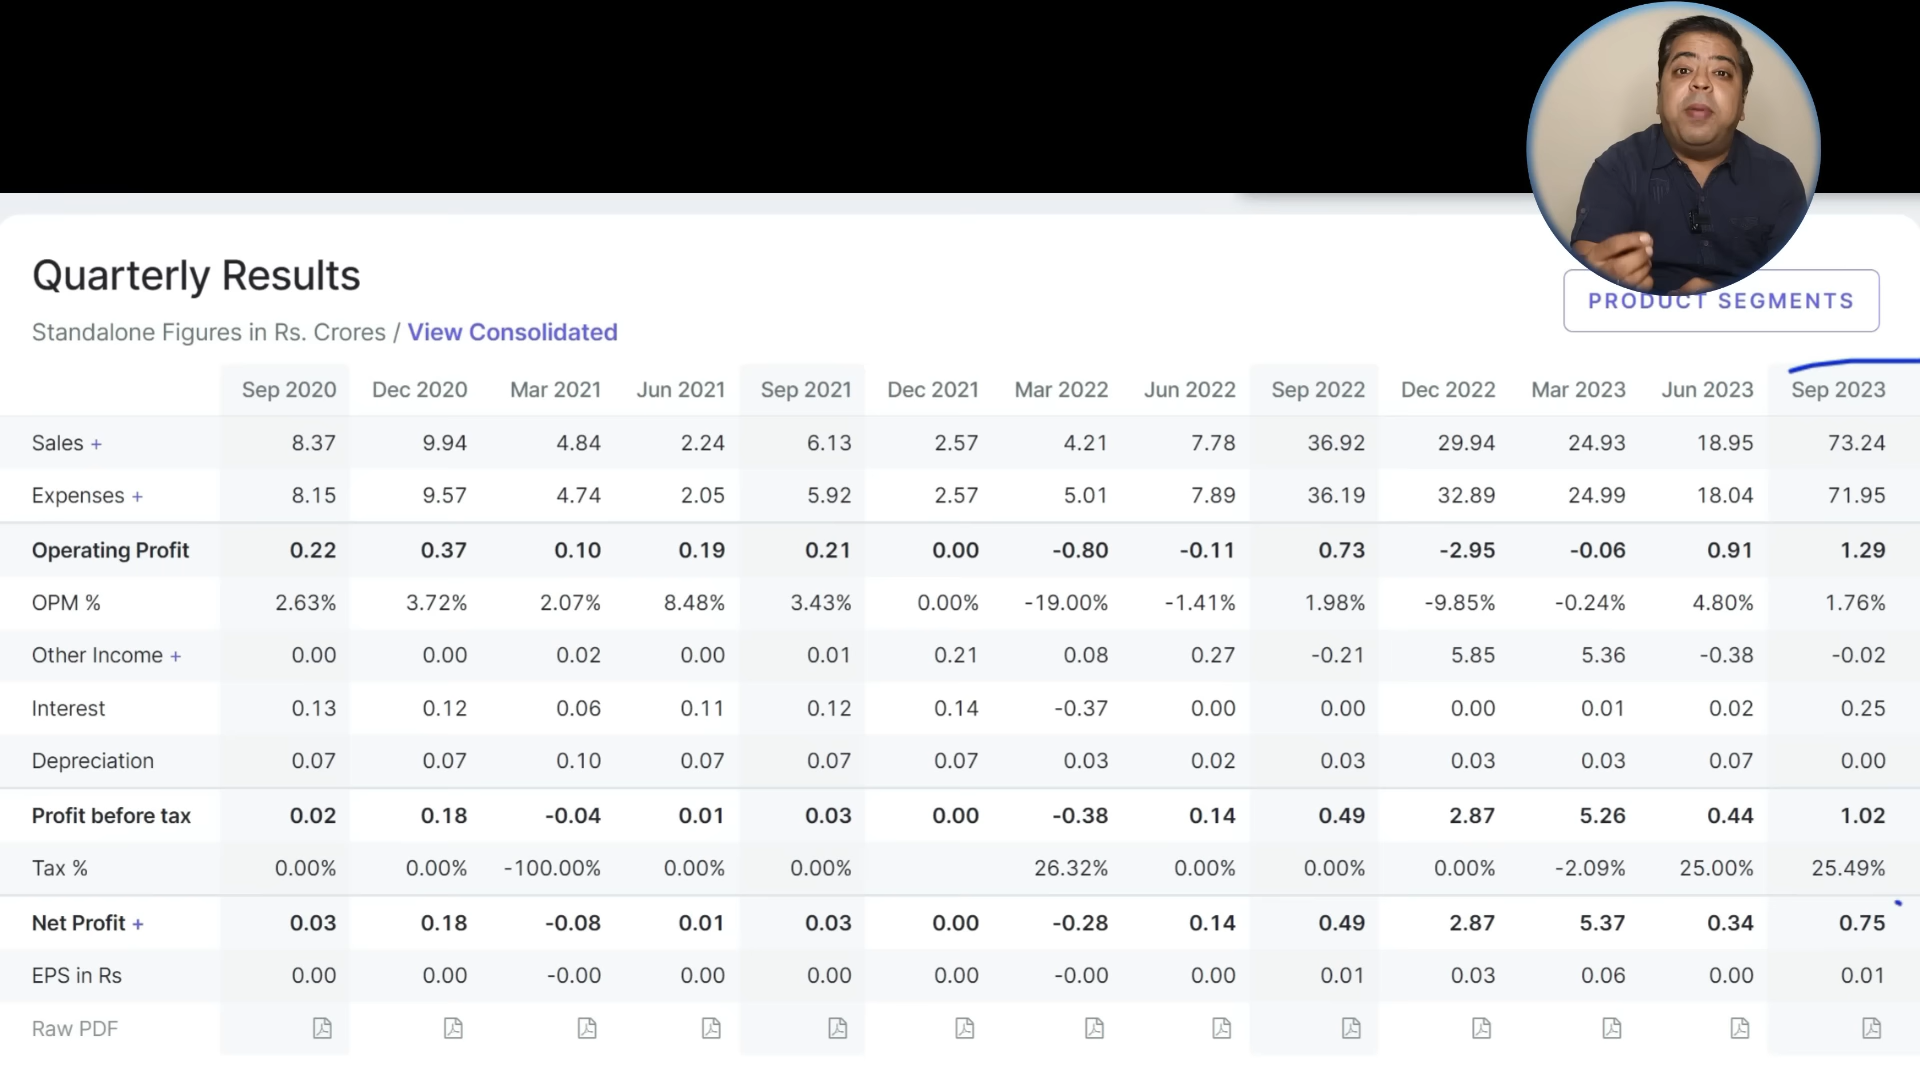 Quarterly Results
Standalone Figures in Rs. Crores / View Consolidated
PRODUCT SEGMENTS
Sep 2020 Dec 2020 Mar 2021 Jun 2021 Sep 2021 Dec 2021 Mar 2022 Jun 2022 Sep 2022 Dec 2022 Mar 2023 Jun 2023 Sep 2023
Sales + 8.37 9.94 4.84 2.24 6.13 2.57 4.21 7.78 36.92 29.94 24.93 18.95 73.24
Expenses + 8.15 9.57 4.74 2.05 5.92 2.57 5.01 7.89 36.19 32.89 24.99 18.04 71.95
Operating Profit 0.22 0.37 0.10 0.19 0.21 0.00 -0.80 -0.11 0.73 -2.95 -0.06 0.91 1.29
OPM % 2.63% 3.72% 2.07% 8.48% 3.43% 0.00% -19.00% -1.41% 1.98% -9.85% -0.24% 4.80% 1.76%
Other Income + 0.00 0.00 0.02 0.00 0.01 0.21 0.08 0.27 -0.21 5.85 5.36 -0.38 -0.02
Interest 0.13 0.12 0.06 0.11 0.12 0.14 -0.37 0.00 0.00 0.00 0.01 0.02 0.25
Depreciation 0.07 0.07 0.10 0.07 0.07 0.07 0.03 0.02 0.03 0.03 0.03 0.07 0.00
Profit before tax 0.02 0.18 -0.04 0.01 0.03 0.00 -0.38 0.14 0.49 2.87 5.26 0.44 1.02
Tax % 0.00% 0.00% -100.00% 0.00% 0.00% 26.32% 0.00% 0.00% 0.00% -2.09% 25.00% 25.49%
Net Profit + 0.03 0.18 -0.08 0.01 0.03 0.00 -0.28 0.14 0.49 2.87 5.37 0.34 0.75
EPS in Rs 0.00 0.00 -0.00 0.00 0.00 0.00 -0.00 0.00 0.01 0.03 0.06 0.00 0.01
Raw PDF